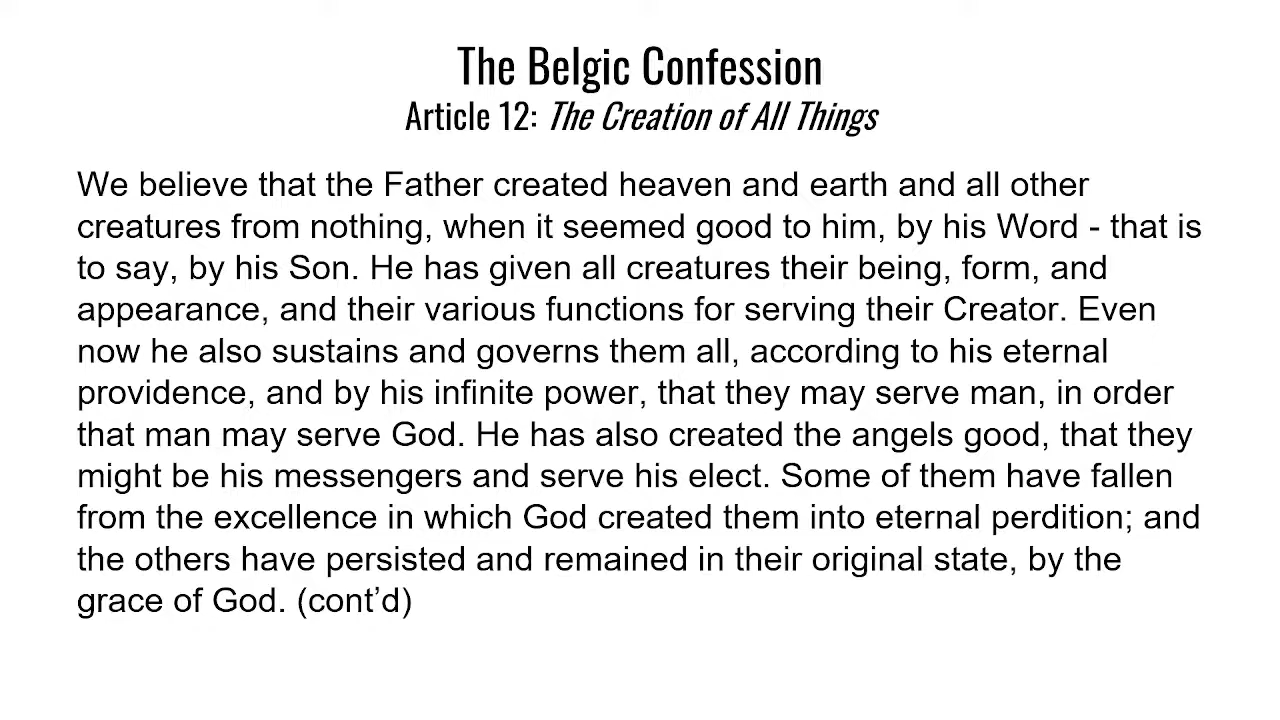 The Belgic Confession
Article 12: The Creation of All Things
We believe that the Father created heaven and earth and all other
creatures from nothing, when it seemed good to him, by his Word - that is
to say, by his Son. He has given all creatures their being, form, and
appearance, and their various functions for serving their Creator. Even
now he also sustains and governs them all, according to his eternal
providence, and by his infinite power, that they may serve man, in order
that man may serve God. He has also created the angels good, that they
might be his messengers and serve his elect. Some of them have fallen
from the excellence in which God created them into eternal perdition; and
the others have persisted and remained in their original state, by the
grace of God. (cont’d)